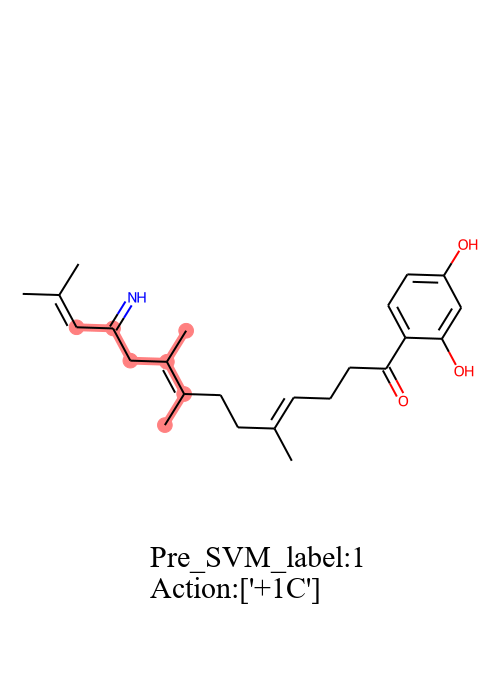 OH
NH
OH
O
Pre_SVM_label:1
Action:['+1C']